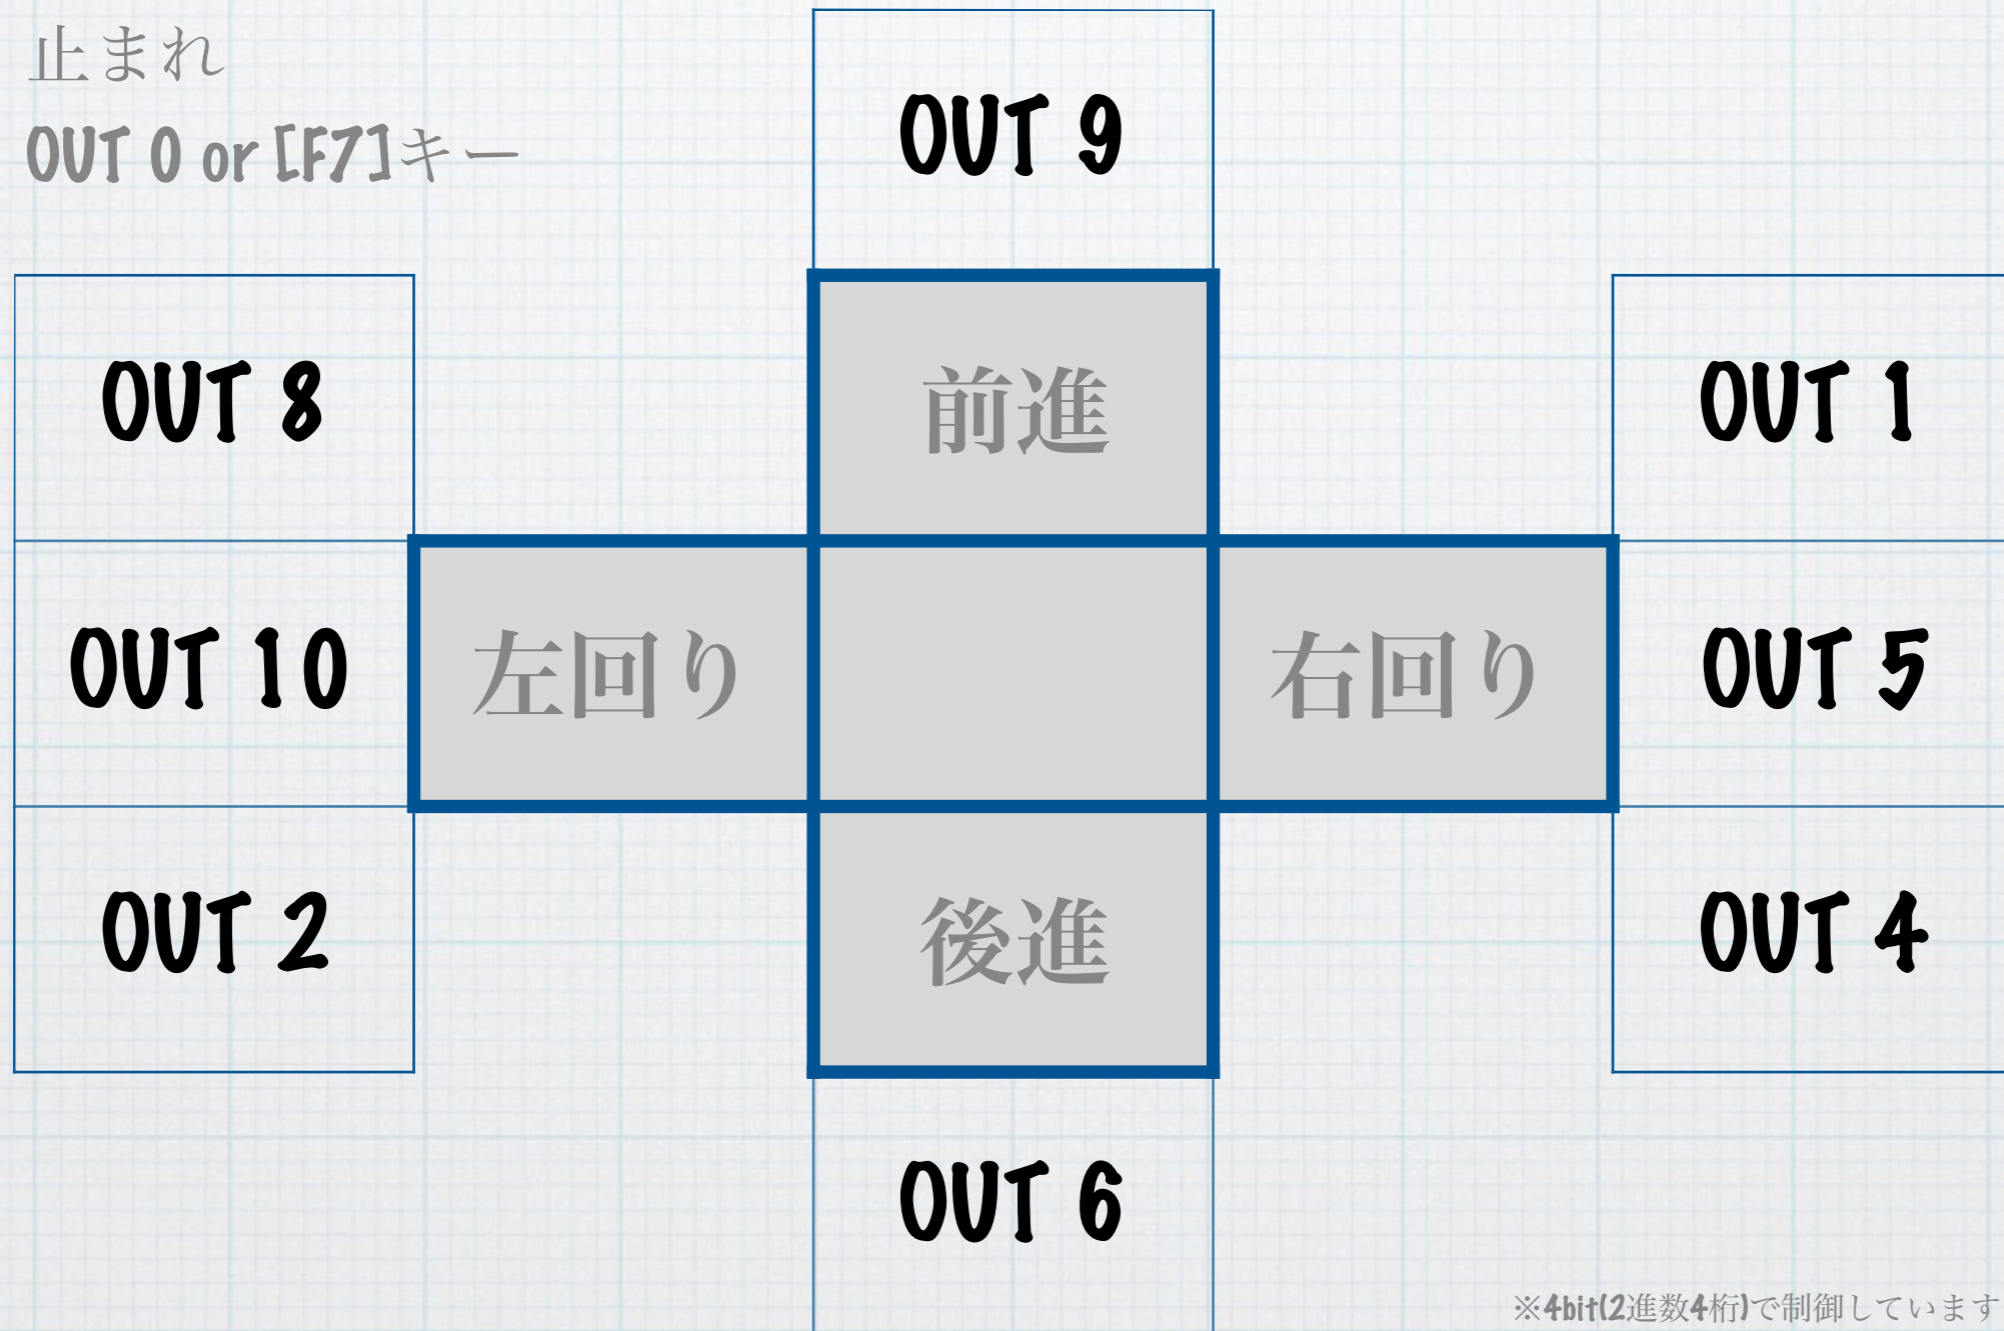 止まれ
OUT 0 or [F7]キー
OUT 9
OUT 8
前進
OUT 1
OUT 10
左回り
右回り
OUT 5
OUT 2
後進
OUT 4
OUT 6
※4bit(2進数4桁)で制御しています